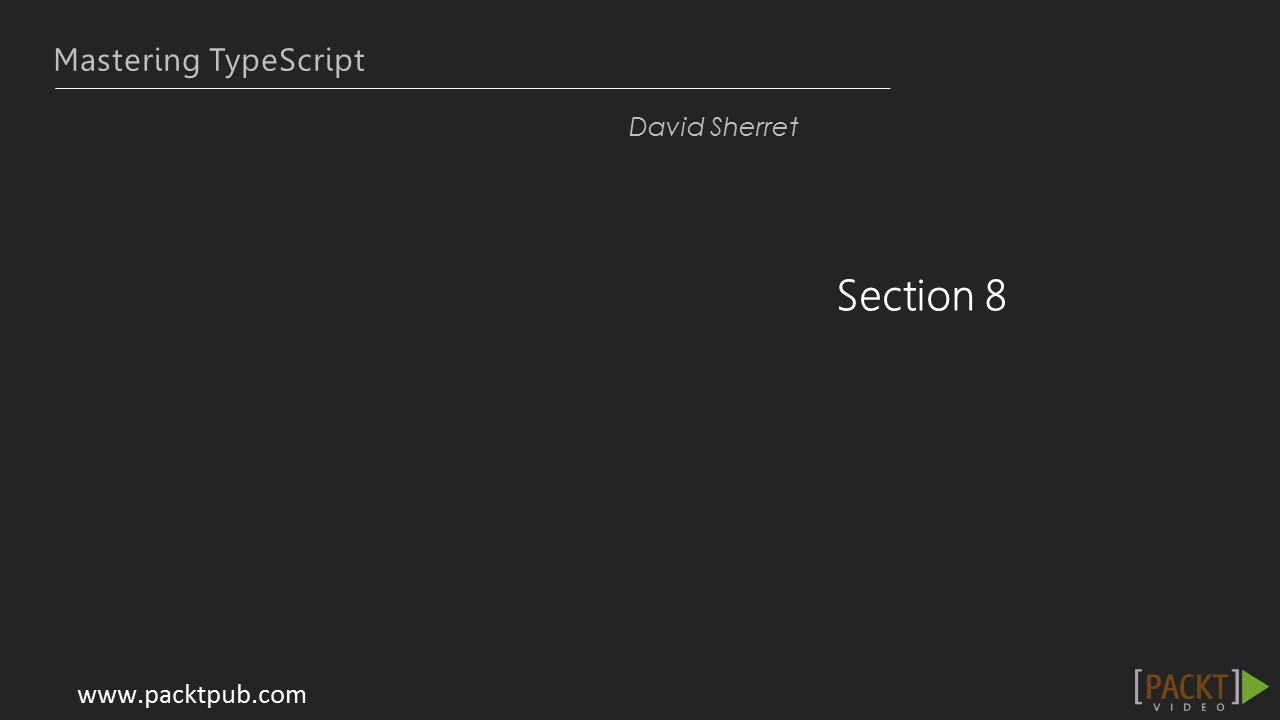 Mastering TypeScript
David Sherret
Section 8
www.packtpub.com
[PACKT]
VIDEO